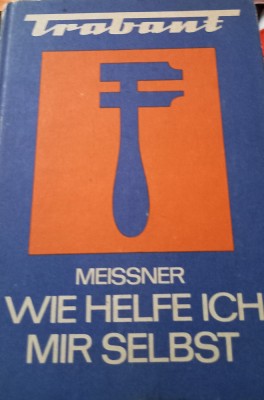 Trabant
MEISSNER
WIE HELFE ICH
MIR SELBST